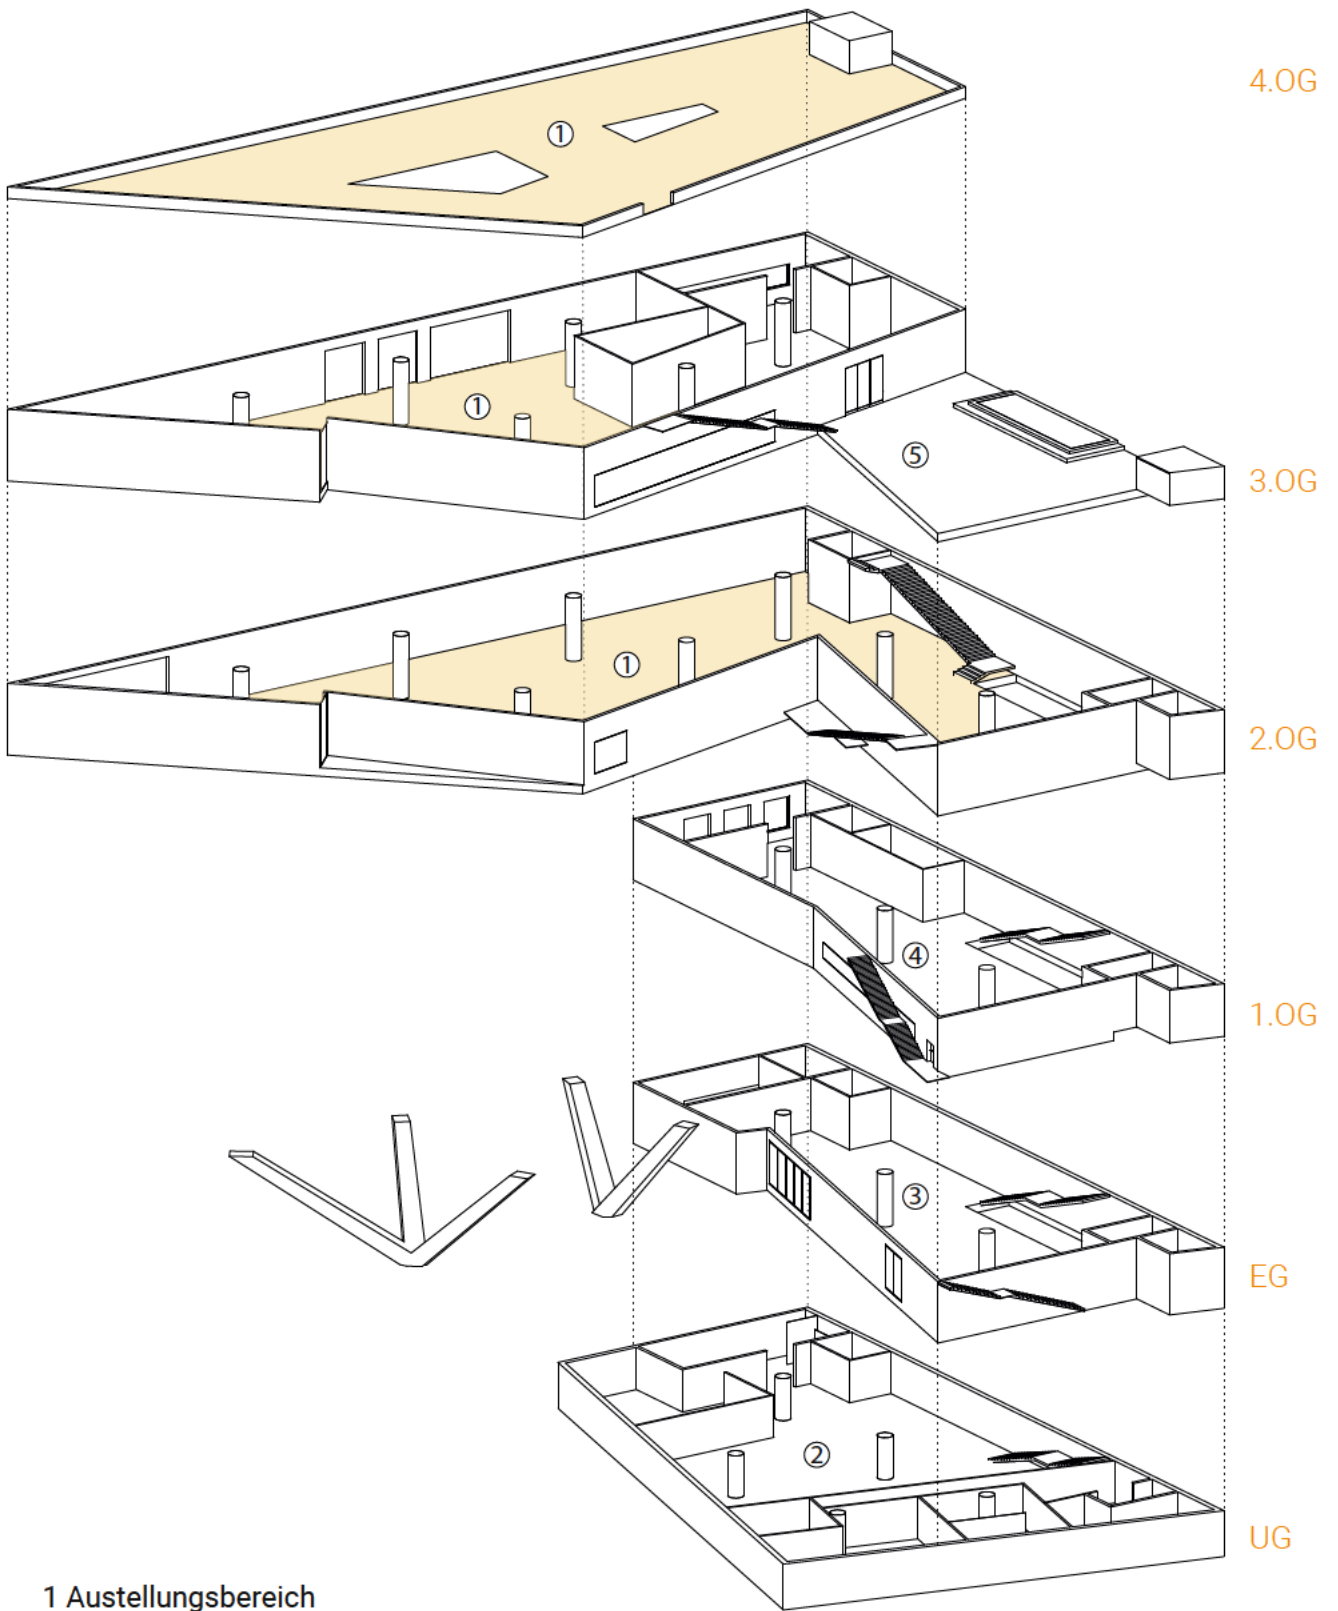 4.OG
①
①
⑤
3.OG
①
2.OG
④
1.OG
③
EG
②
UG
1 Austellungsbereich